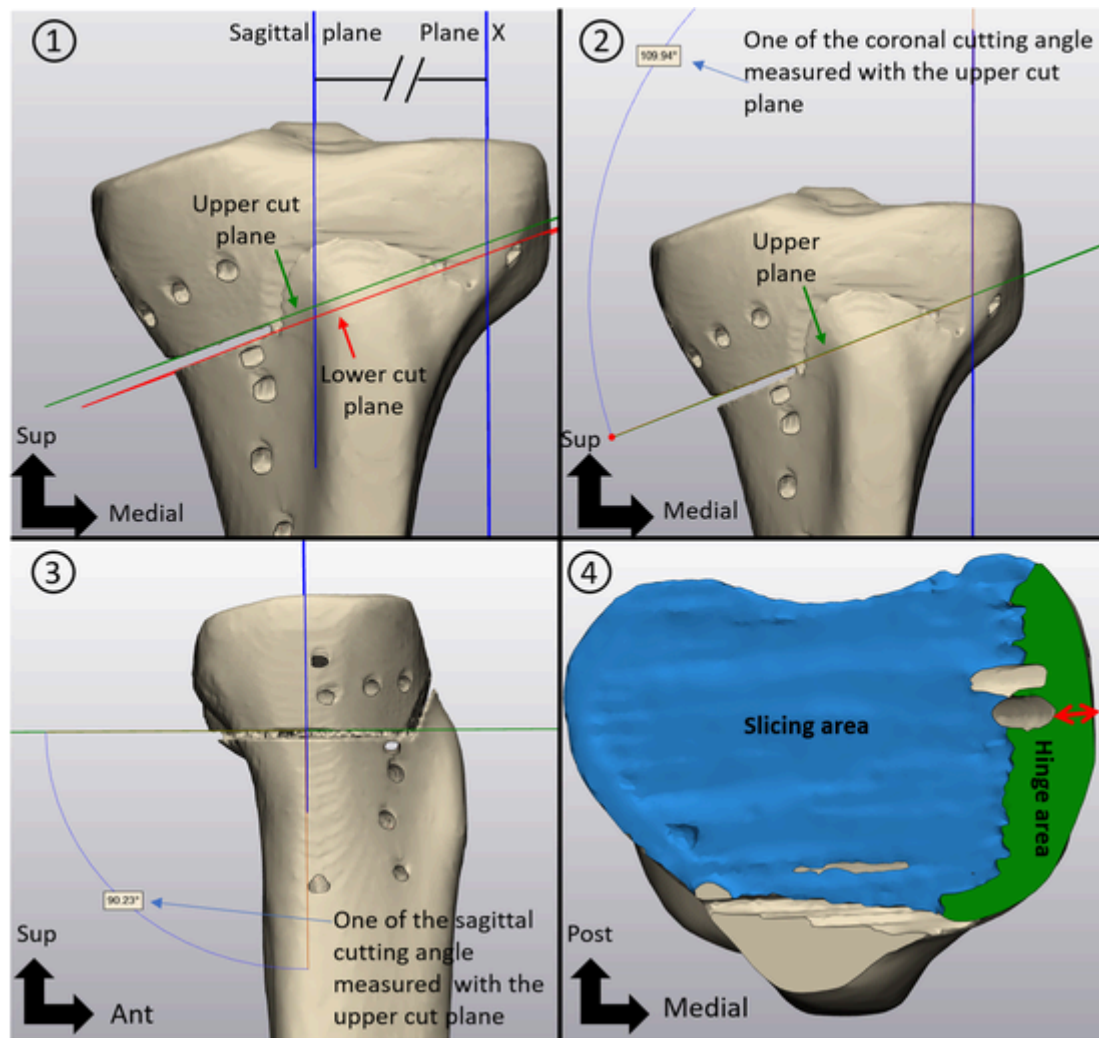 1
Sagittal plane Plane X
Upper cut
plane
Lower cut
plane
Sup
Medial
2
109.94°
One of the coronal cutting angle
measured with the upper cut
plane
Upper
plane
Sup
Medial
3
90.23°
One of the sagittal
cutting angle
measured with the
upper cut plane
Sup
Ant
4
Slicing area
Hinge area
Post
Medial